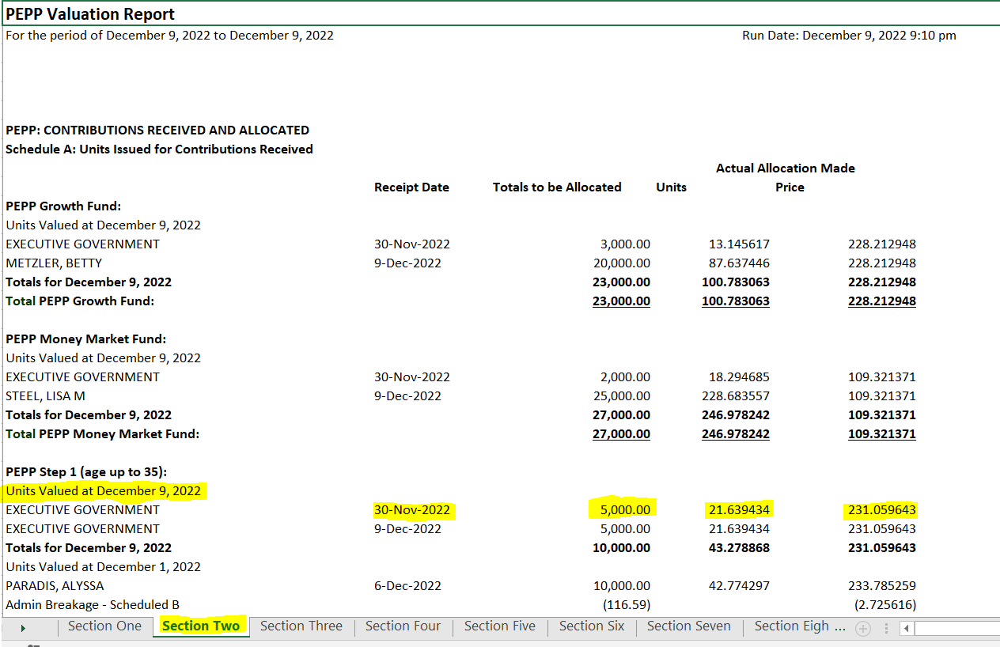 PEPP Valuation Report
For the period of December 9, 2022 to December 9, 2022 Run Date: December 9, 2022 9:10 pm
PEPP: CONTRIBUTIONS RECEIVED AND ALLOCATED
Schedule A: Units Issued for Contributions Received
Actual Allocation Made
Receipt Date Totals to be Allocated Units Price
PEPP Growth Fund:
Units Valued at December 9, 2022
EXECUTIVE GOVERNMENT 30-Nov-2022 3,000.00 13.145617 228.212948
METZLER, BETTY 9-Dec-2022 20,000.00 87.637446 228.212948
Totals for December 9, 2022 23,000.00 100.783063 228.212948
Total PEPP Growth Fund: 23,000.00 100.783063 228.212948
PEPP Money Market Fund:
Units Valued at December 9, 2022
EXECUTIVE GOVERNMENT 30-Nov-2022 2,000.00 18.294685 109.321371
STEEL, LISA M 9-Dec-2022 25,000.00 228.683557 109.321371
Totals for December 9, 2022 27,000.00 246.978242 109.321371
Total PEPP Money Market Fund: 27,000.00 246.978242 109.321371
PEPP Step 1 (age up to 35):
Units Valued at December 9, 2022
EXECUTIVE GOVERNMENT 30-Nov-2022 5,000.00 21.639434 231.059643
EXECUTIVE GOVERNMENT 9-Dec-2022 5,000.00 21.639434 231.059643
Totals for December 9, 2022 10,000.00 43.278868 231.059643
Units Valued at December 1, 2022
PARADIS, ALYSSA 6-Dec-2022 10,000.00 42.774297 233.785259
Admin Breakage - Scheduled B (116.59) (2.725616)
Section One Section Two Section Three Section Four Section Five Section Six Section Seven Section Eigh ...